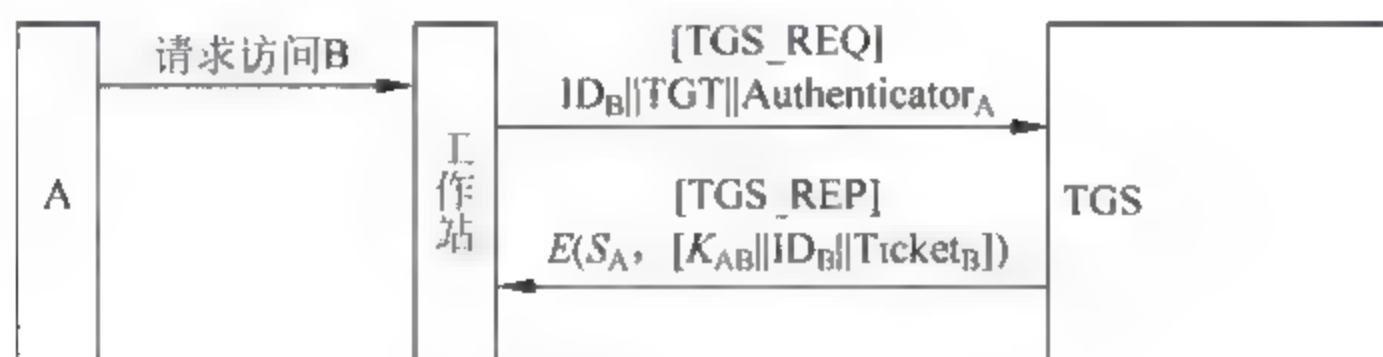 请求访问B
[TGS_REQ]
ID_B||TGT||Authenticator_A
A
工作站
[TGS_REP]
TGS
E(S_A，[K_AB||ID_B||Ticket_B])